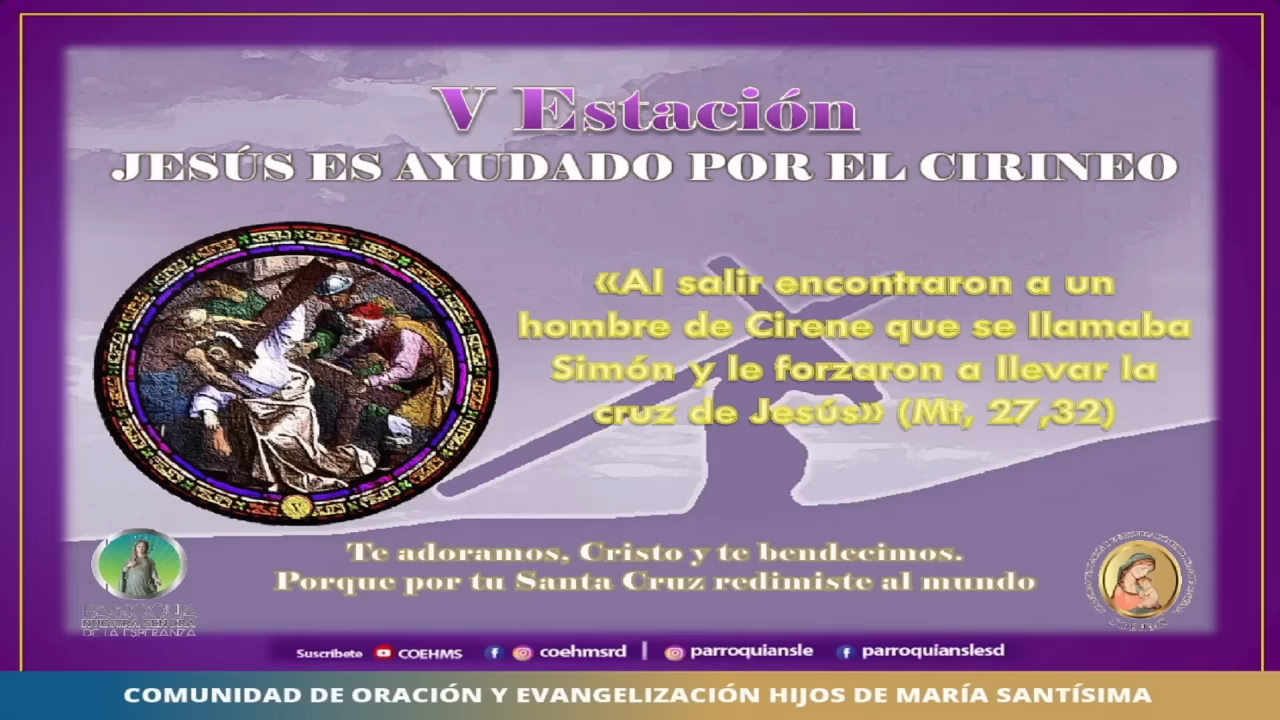 V Estación
JESÚS ES AYUDADO POR EL CIRINEO
«Al salir encontraron a un
hombre de Cirene que se llamaba
Simón y le forzaron a llevar la
cruz de Jesús» (Mt, 27,32)
V
Te adoramos, Cristo y te bendecimos.
Porque por tu Santa Cruz redimiste al mundo
PARROQUIA
NUESTRA SEÑORA
DE LA ESPERANZA
COEHMS
Suscribete COEHMS coehmsrd | parroquiansle parroquianslesd
COMUNIDAD DE ORACIÓN Y EVANGELIZACIÓN HIJOS DE MARÍA SANTÍSIMA